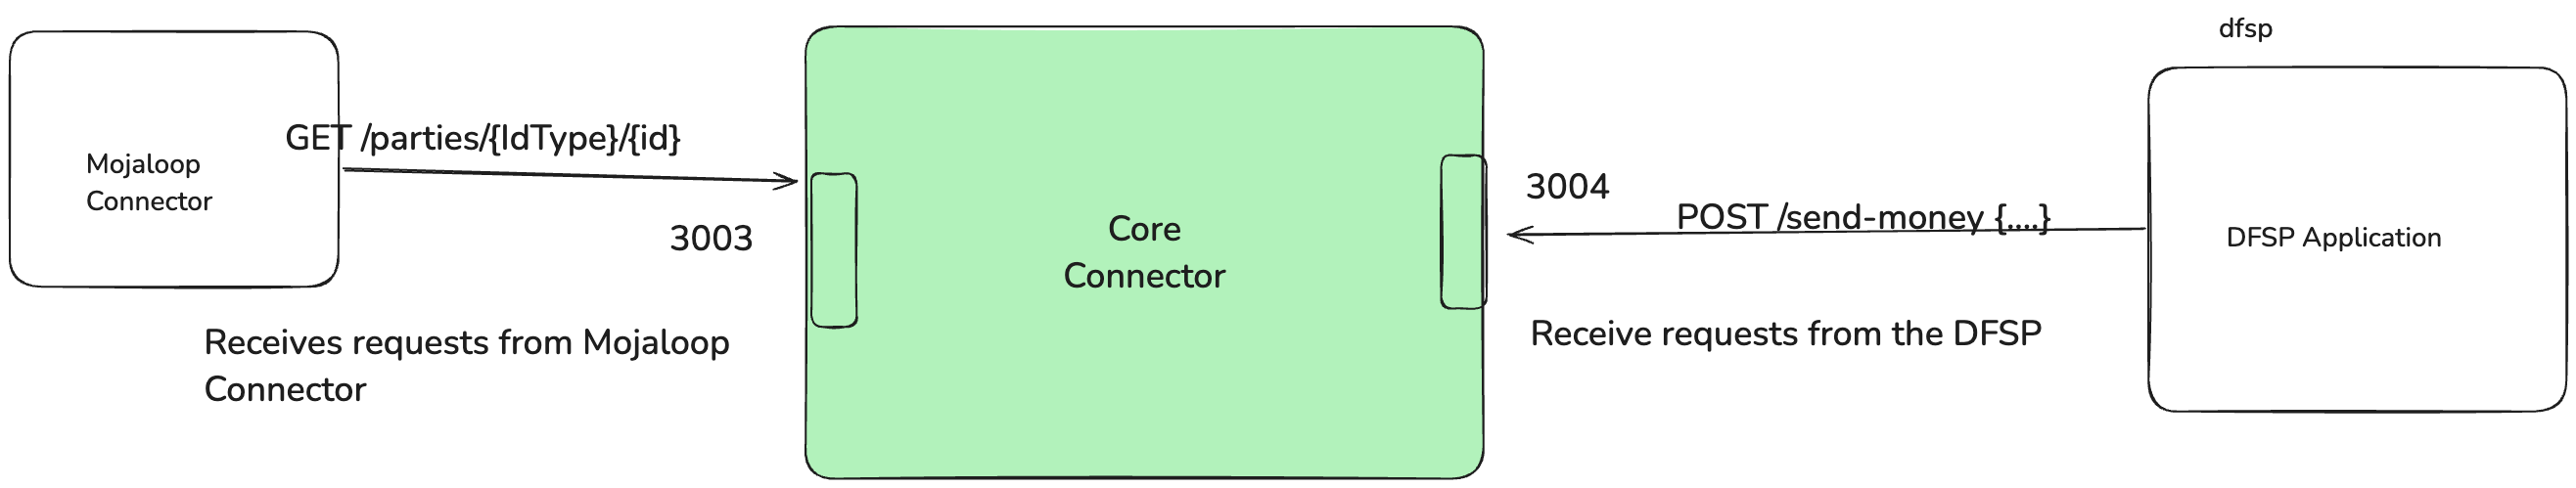 dfsp
GET /parties/{IdType}/{id}
Mojaloop
Connector
3003
Receives requests from Mojaloop
Connector
Core
Connector
3004
POST /send-money {....}
Receive requests from the DFSP
DFSP Application